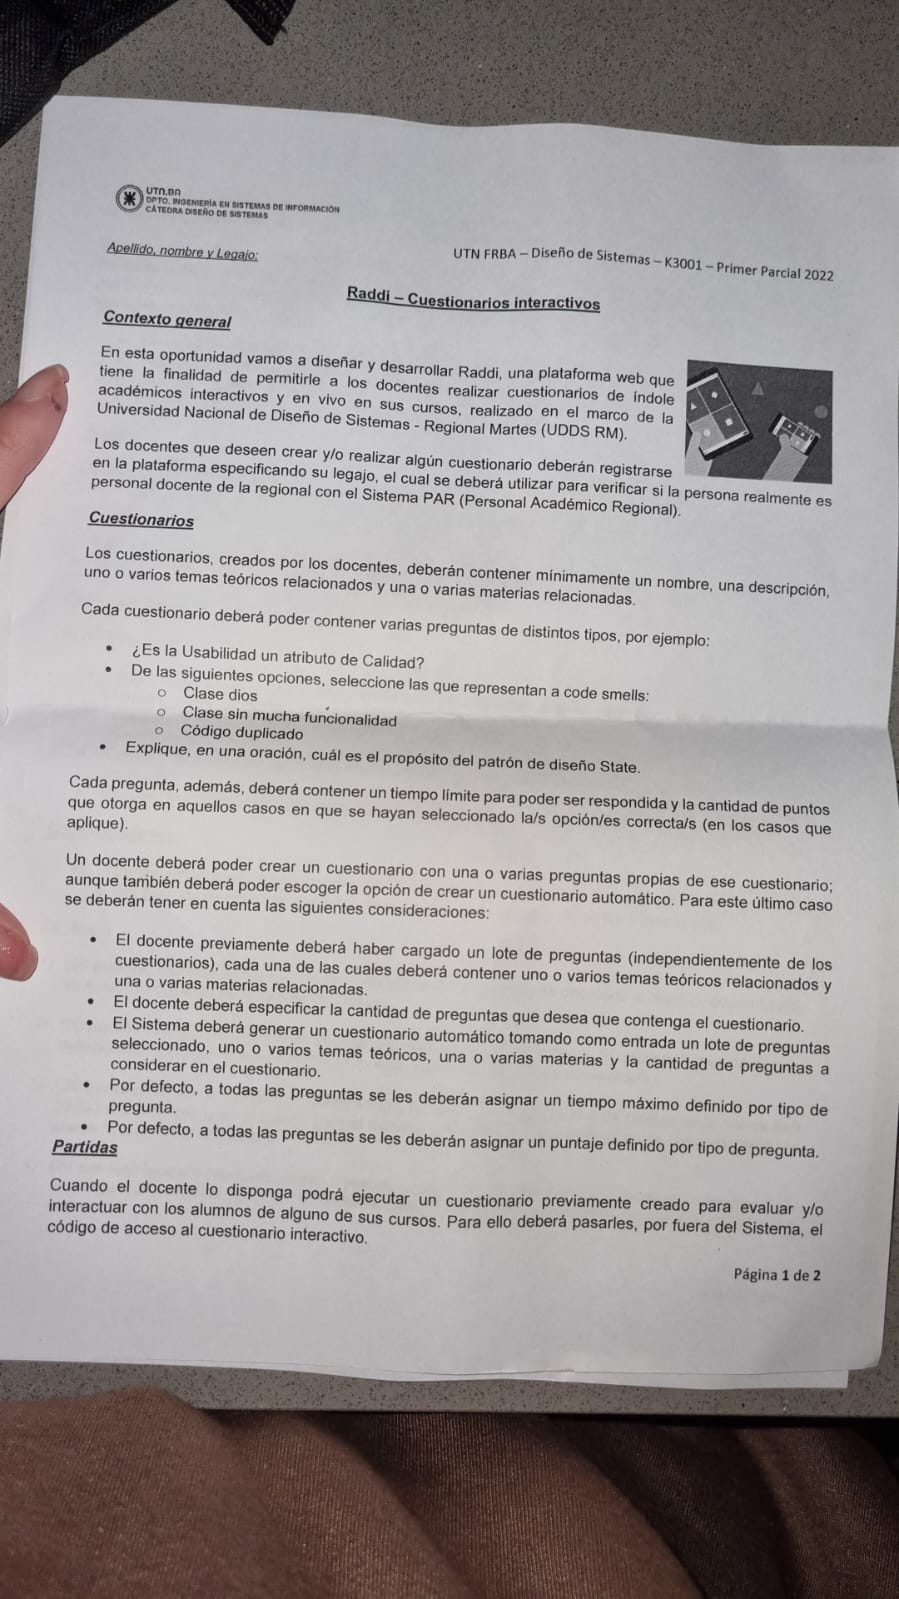 UTN.BA
DPTO. INGENIERÍA EN SISTEMAS DE INFORMACIÓN
CÁTEDRA DISEÑO DE SISTEMAS
Apellido, nombre y Legajo:
UTN FRBA – Diseño de Sistemas – K3001 – Primer Parcial 2022
Raddi – Cuestionarios interactivos
Contexto general
En esta oportunidad vamos a diseñar y desarrollar Raddi, una plataforma web que
tiene la finalidad de permitirle a los docentes realizar cuestionarios de índole
académicos interactivos y en vivo en sus cursos, realizado en el marco de la
Universidad Nacional de Diseño de Sistemas - Regional Martes (UDDS RM).
Los docentes que deseen crear y/o realizar algún cuestionario deberán registrarse
en la plataforma especificando su legajo, el cual se deberá utilizar para verificar si la persona realmente es
personal docente de la regional con el Sistema PAR (Personal Académico Regional).
Cuestionarios
Los cuestionarios, creados por los docentes, deberán contener mínimamente un nombre, una descripción,
uno o varios temas teóricos relacionados y una o varias materias relacionadas.
Cada cuestionario deberá poder contener varias preguntas de distintos tipos, por ejemplo:
• ¿Es la Usabilidad un atributo de Calidad?
• De las siguientes opciones, seleccione las que representan a code smells:
o Clase dios
o Clase sin mucha funcionalidad
o Código duplicado
• Explique, en una oración, cuál es el propósito del patrón de diseño State.
Cada pregunta, además, deberá contener un tiempo límite para poder ser respondida y la cantidad de puntos
que otorga en aquellos casos en que se hayan seleccionado la/s opción/es correcta/s (en los casos que
aplique).
Un docente deberá poder crear un cuestionario con una o varias preguntas propias de ese cuestionario;
aunque también deberá poder escoger la opción de crear un cuestionario automático. Para este último caso
se deberán tener en cuenta las siguientes consideraciones:
• El docente previamente deberá haber cargado un lote de preguntas (independientemente de los
cuestionarios), cada una de las cuales deberá contener uno o varios temas teóricos relacionados y
una o varias materias relacionadas.
• El docente deberá especificar la cantidad de preguntas que desea que contenga el cuestionario.
• El Sistema deberá generar un cuestionario automático tomando como entrada un lote de preguntas
seleccionado, uno o varios temas teóricos, una o varias materias y la cantidad de preguntas a
considerar en el cuestionario.
• Por defecto, a todas las preguntas se les deberán asignar un tiempo máximo definido por tipo de
pregunta.
• Por defecto, a todas las preguntas se les deberán asignar un puntaje definido por tipo de pregunta.
Partidas
Cuando el docente lo disponga podrá ejecutar un cuestionario previamente creado para evaluar y/o
interactuar con los alumnos de alguno de sus cursos. Para ello deberá pasarles, por fuera del Sistema, el
código de acceso al cuestionario interactivo.
Página 1 de 2